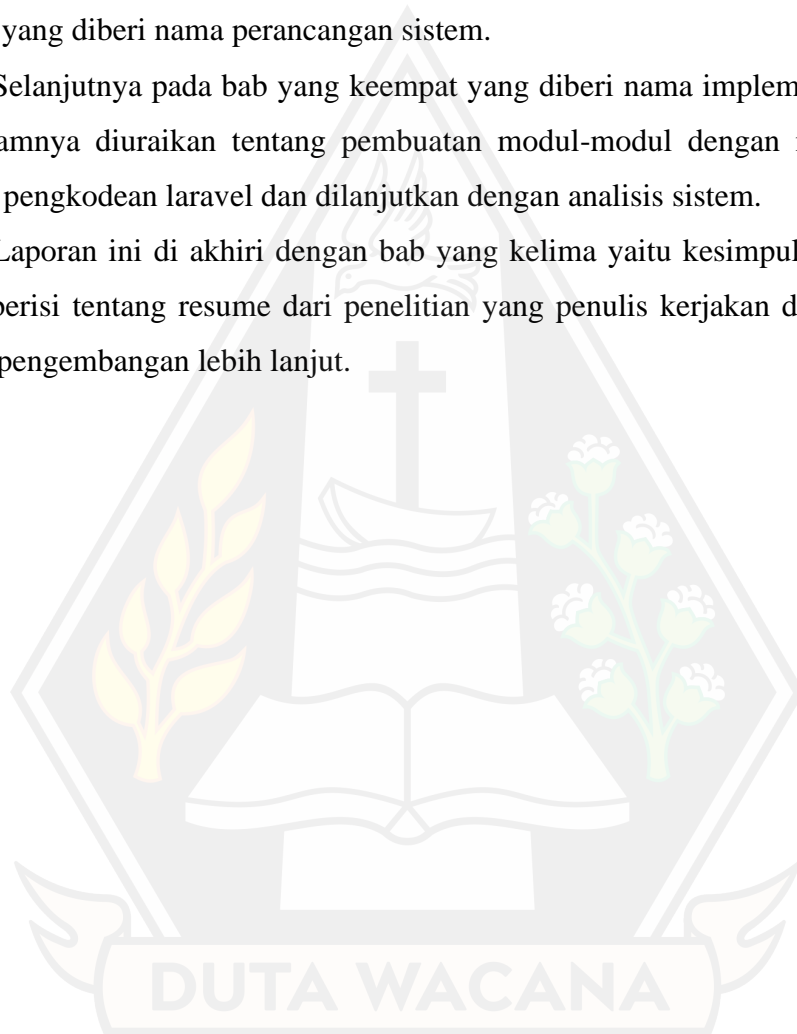 yang diberi nama perancangan sistem.
Selanjutnya pada bab yang keempat yang diberi nama implem
amnya diuraikan tentang pembuatan modul-modul dengan
pengkodean laravel dan dilanjutkan dengan analisis sistem.
Laporan ini di akhiri dengan bab yang kelima yaitu kesimpul
berisi tentang resume dari penelitian yang penulis kerjakan d
pengembangan lebih lanjut.
DUTA WACANA